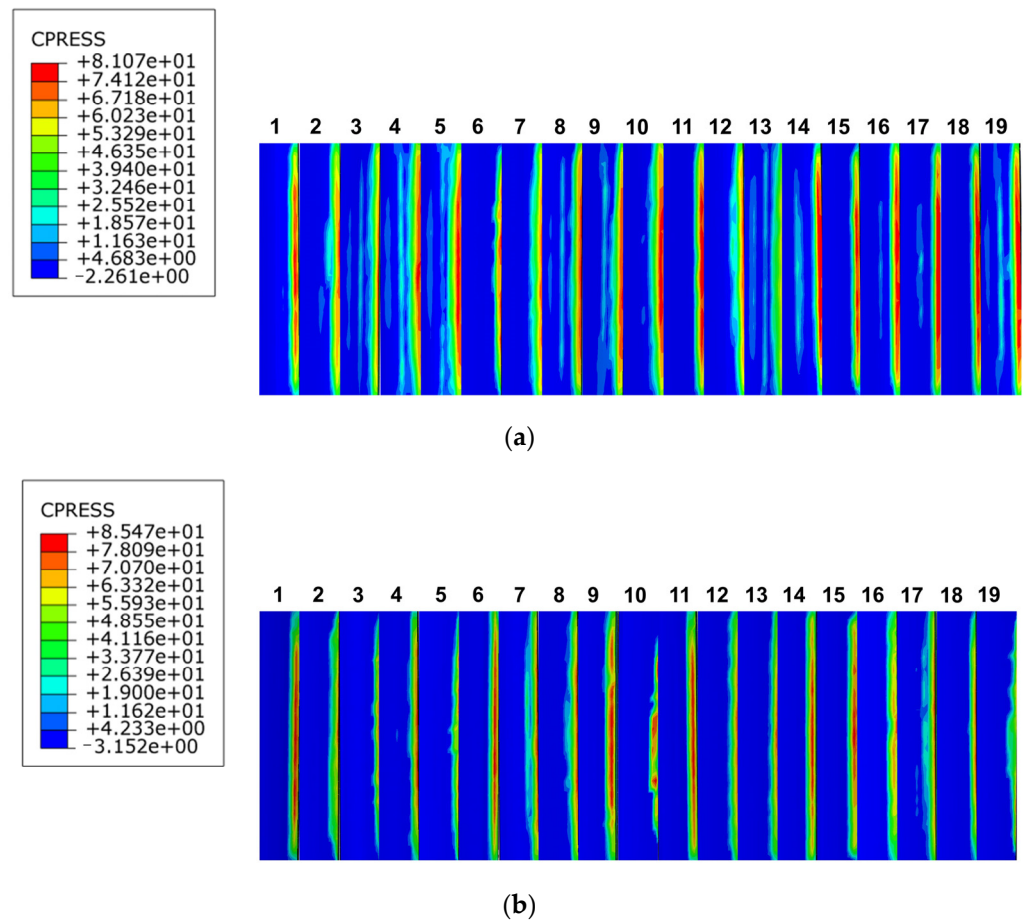 CPRESS
+8.107e+01
+7.412e+01
+6.718e+01
+6.023e+01
+5.329e+01
+4.635e+01
+3.940e+01
+3.246e+01
+2.552e+01
+1.857e+01
+1.163e+01
+4.683e+00
-2.261e+00
1 2 3 4 5 6 7 8 9 10 11 12 13 14 15 16 17 18 19
(a)
CPRESS
+8.547e+01
+7.809e+01
+7.070e+01
+6.332e+01
+5.593e+01
+4.855e+01
+4.116e+01
+3.377e+01
+2.639e+01
+1.900e+01
+1.162e+01
+4.233e+00
-3.152e+00
1 2 3 4 5 6 7 8 9 10 11 12 13 14 15 16 17 18 19
(b)